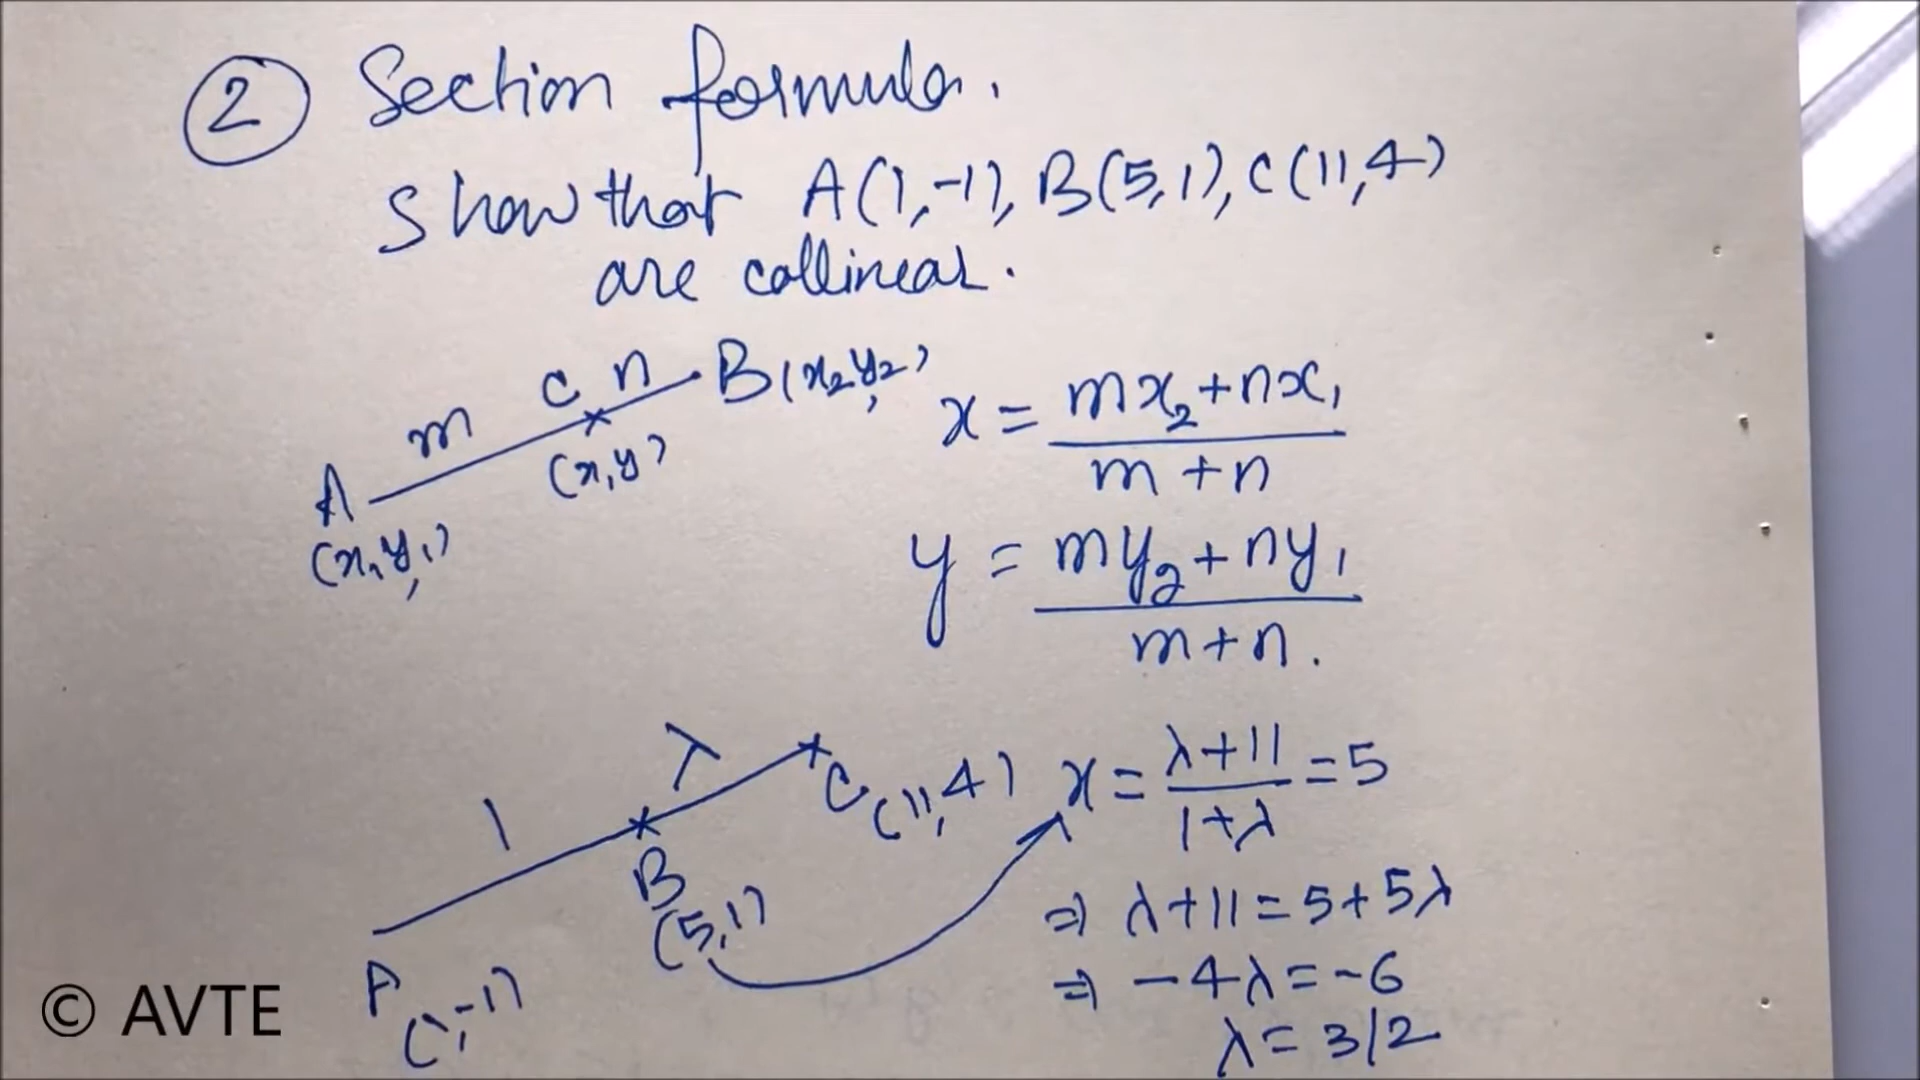 ② Section formula.
Show that A(1,-1), B(5,1), C(11,4)
are collinear.
m C n B(x₂,y₂)
A (x,y)
(x₁,y₁)
x = (mx₂+nx₁)/(m+n)
y = (my₂+ny₁)/(m+n).
1 λ
A B C(11,4)
(1,-1) (5,1)
x = (λ+11)/(1+λ) = 5
⇒ λ+11 = 5+5λ
⇒ -4λ = -6
λ = 3/2
© AVTE